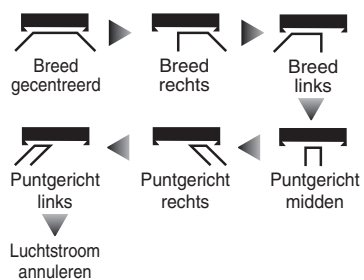 Breed
gecentreerd
Breed
rechts
Breed
links
Puntgericht
links
Puntgericht
rechts
Puntgericht
midden
Luchtstroom
annuleren